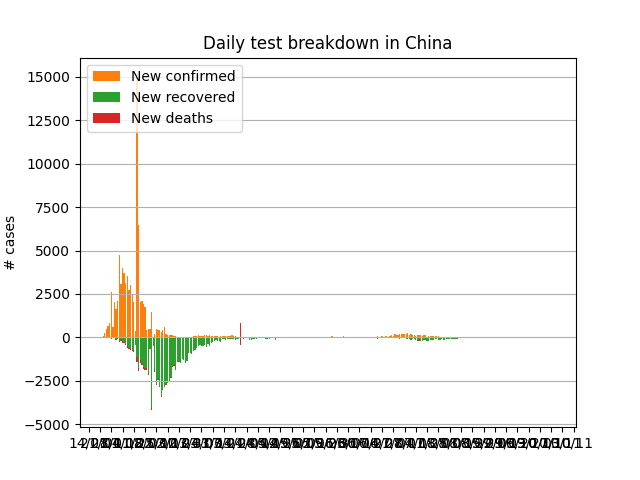 Daily test breakdown in China
New confirmed
New recovered
New deaths
15000
12500
10000
7500
5000
2500
0
−2500
−5000
# cases